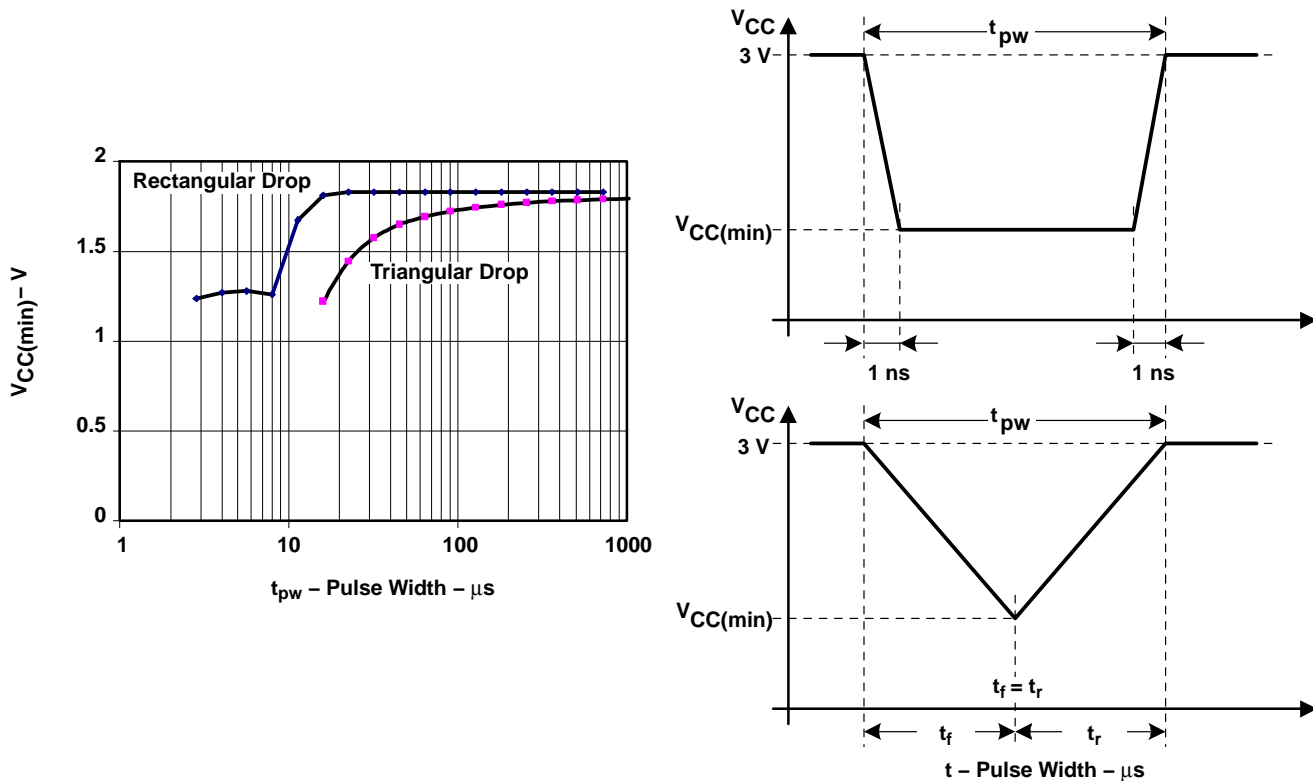 2
1.5
1
0.5
0
VCC(min) – V
Rectangular Drop
Triangular Drop
1 10 100 1000
tpw – Pulse Width – μs
VCC
3 V
tpw
VCC(min)
1 ns 1 ns
VCC
3 V
tpw
VCC(min)
tf = tr
tf tr
t – Pulse Width – μs